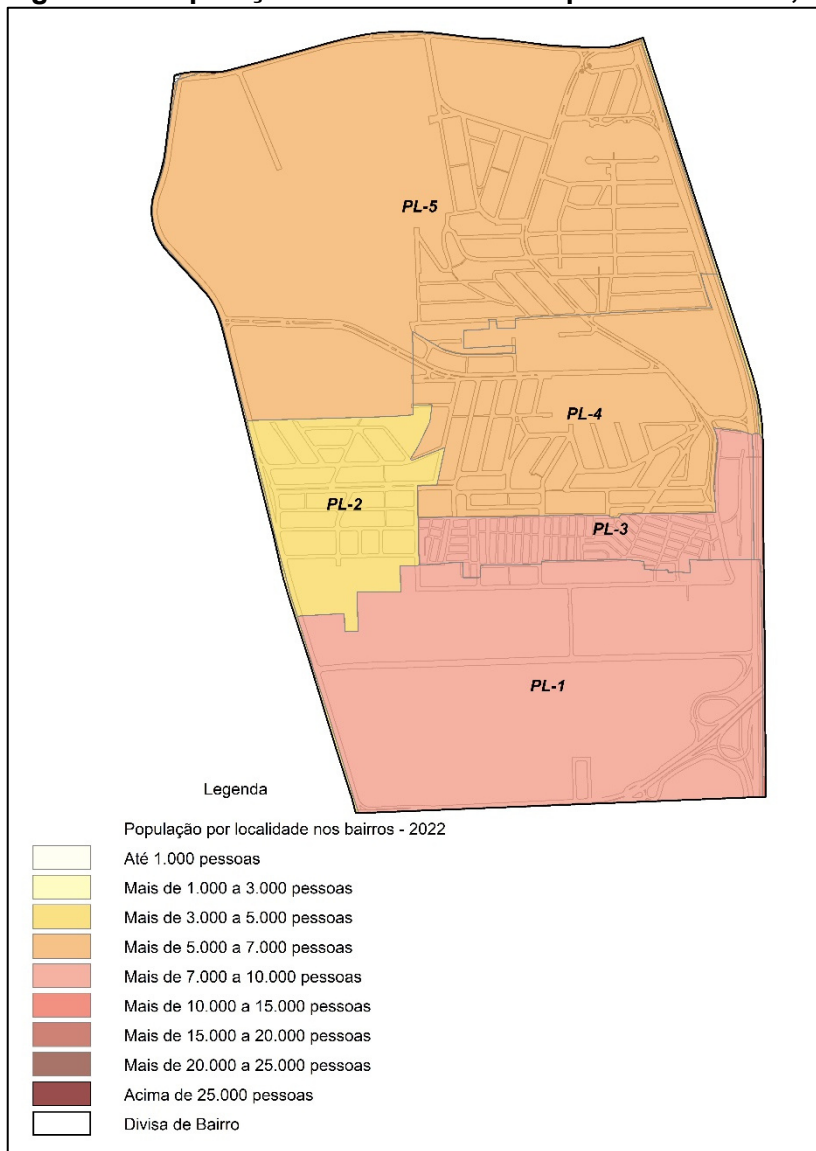 PL-5
PL-4
PL-2
PL-3
PL-1
Legenda
População por localidade nos bairros - 2022
Até 1.000 pessoas
Mais de 1.000 a 3.000 pessoas
Mais de 3.000 a 5.000 pessoas
Mais de 5.000 a 7.000 pessoas
Mais de 7.000 a 10.000 pessoas
Mais de 10.000 a 15.000 pessoas
Mais de 15.000 a 20.000 pessoas
Mais de 20.000 a 25.000 pessoas
Acima de 25.000 pessoas
Divisa de Bairro